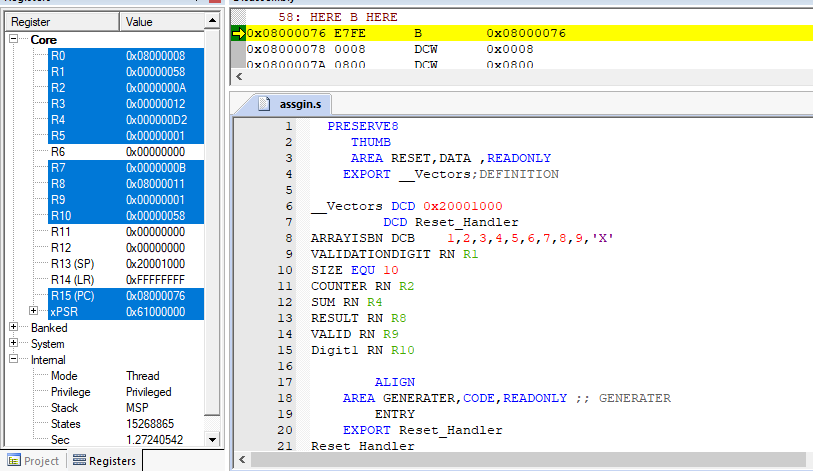 Registers
Register Value
Core
R0 0x08000008
R1 0x00000058
R2 0x0000000A
R3 0x00000012
R4 0x000000D2
R5 0x00000001
R6 0x00000000
R7 0x0000000B
R8 0x08000011
R9 0x00000001
R10 0x00000058
R11 0x00000000
R12 0x00000000
R13 (SP) 0x20001000
R14 (LR) 0xFFFFFFFF
R15 (PC) 0x08000076
xPSR 0x61000000
Banked
System
Internal
Mode Thread
Privilege Privileged
Stack MSP
States 15268865
Sec 1.27240542
Project Registers
Disassembly
58: HERE B HERE
0x08000076 E7FE B 0x08000076
0x08000078 0008 DCW 0x0008
0x0800007A 0800 DCW 0x0800
assgin.s
1 PRESERVE8
2 THUMB
3 AREA RESET,DATA ,READONLY
4 EXPORT __Vectors;DEFINITION
5
6 __Vectors DCD 0x20001000
7 DCD Reset_Handler
8 ARRAYISBN DCB 1,2,3,4,5,6,7,8,9,'X'
9 VALIDATIONDIGIT RN R1
10 SIZE EQU 10
11 COUNTER RN R2
12 SUM RN R4
13 RESULT RN R8
14 VALID RN R9
15 Digit1 RN R10
16
17 ALIGN
18 AREA GENERATER,CODE,READONLY ;; GENERATER
19 ENTRY
20 EXPORT Reset_Handler
21 Reset_Handler